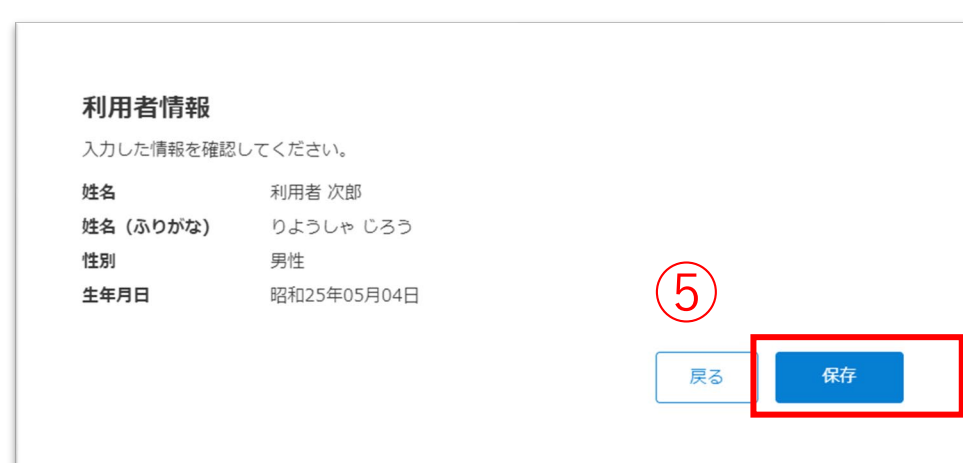 利用者情報
入力した情報を確認してください。
姓名 利用者 次郎
姓名（ふりがな） りようしゃ じろう
性別 男性
生年月日 昭和25年05月04日
⑤
戻る 保存